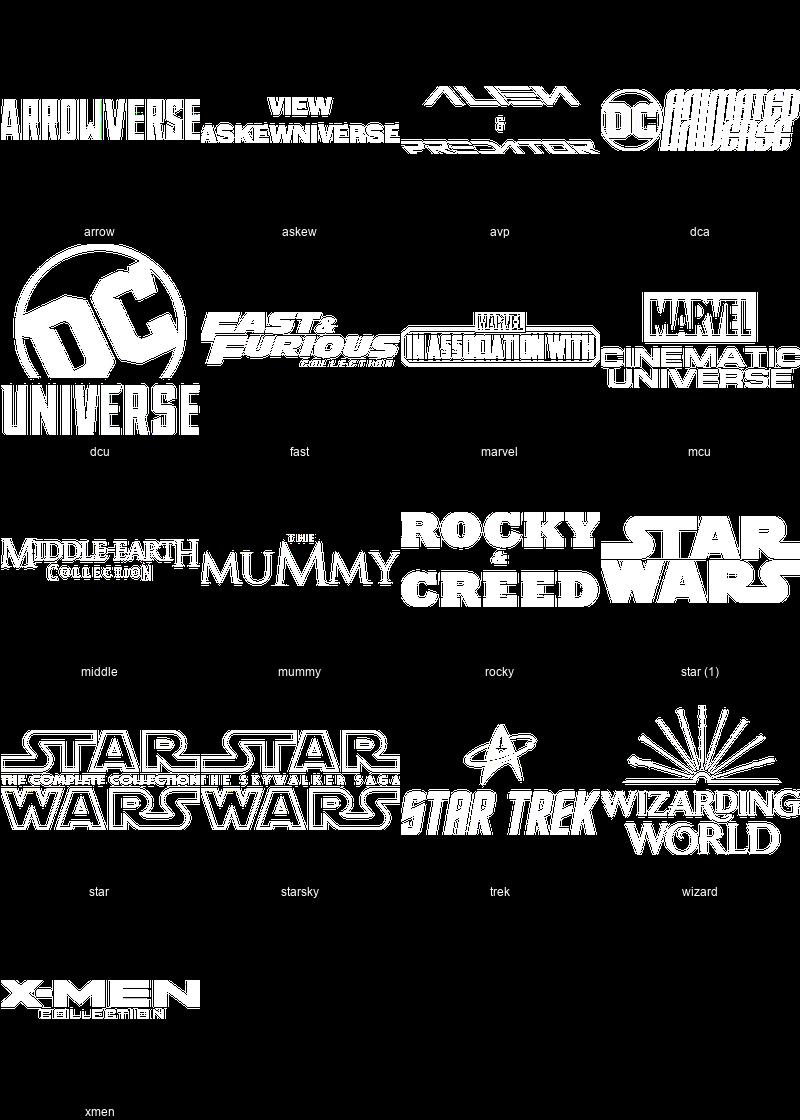 ARROWVERSE
VIEW
ASKEWNIVERSE
ALIEN
&
PREDATOR
DC
ANIMATED
UNIVERSE
arrow
askew
avp
dca
DC
UNIVERSE
FAST &
FURIOUS
COLLECTION
MARVEL
IN ASSOCIATION WITH
MARVEL
CINEMATIC
UNIVERSE
dcu
fast
marvel
mcu
MIDDLE-EARTH
COLLECTION
THE
MUMMY
ROCKY
&
CREED
STAR
WARS
middle
mummy
rocky
star (1)
STAR
THE COMPLETE COLLECTION
WARS
STAR
THE SKYWALKER SAGA
WARS
STAR TREK
WIZARDING
WORLD
star
starsky
trek
wizard
X-MEN
COLLECTION
xmen